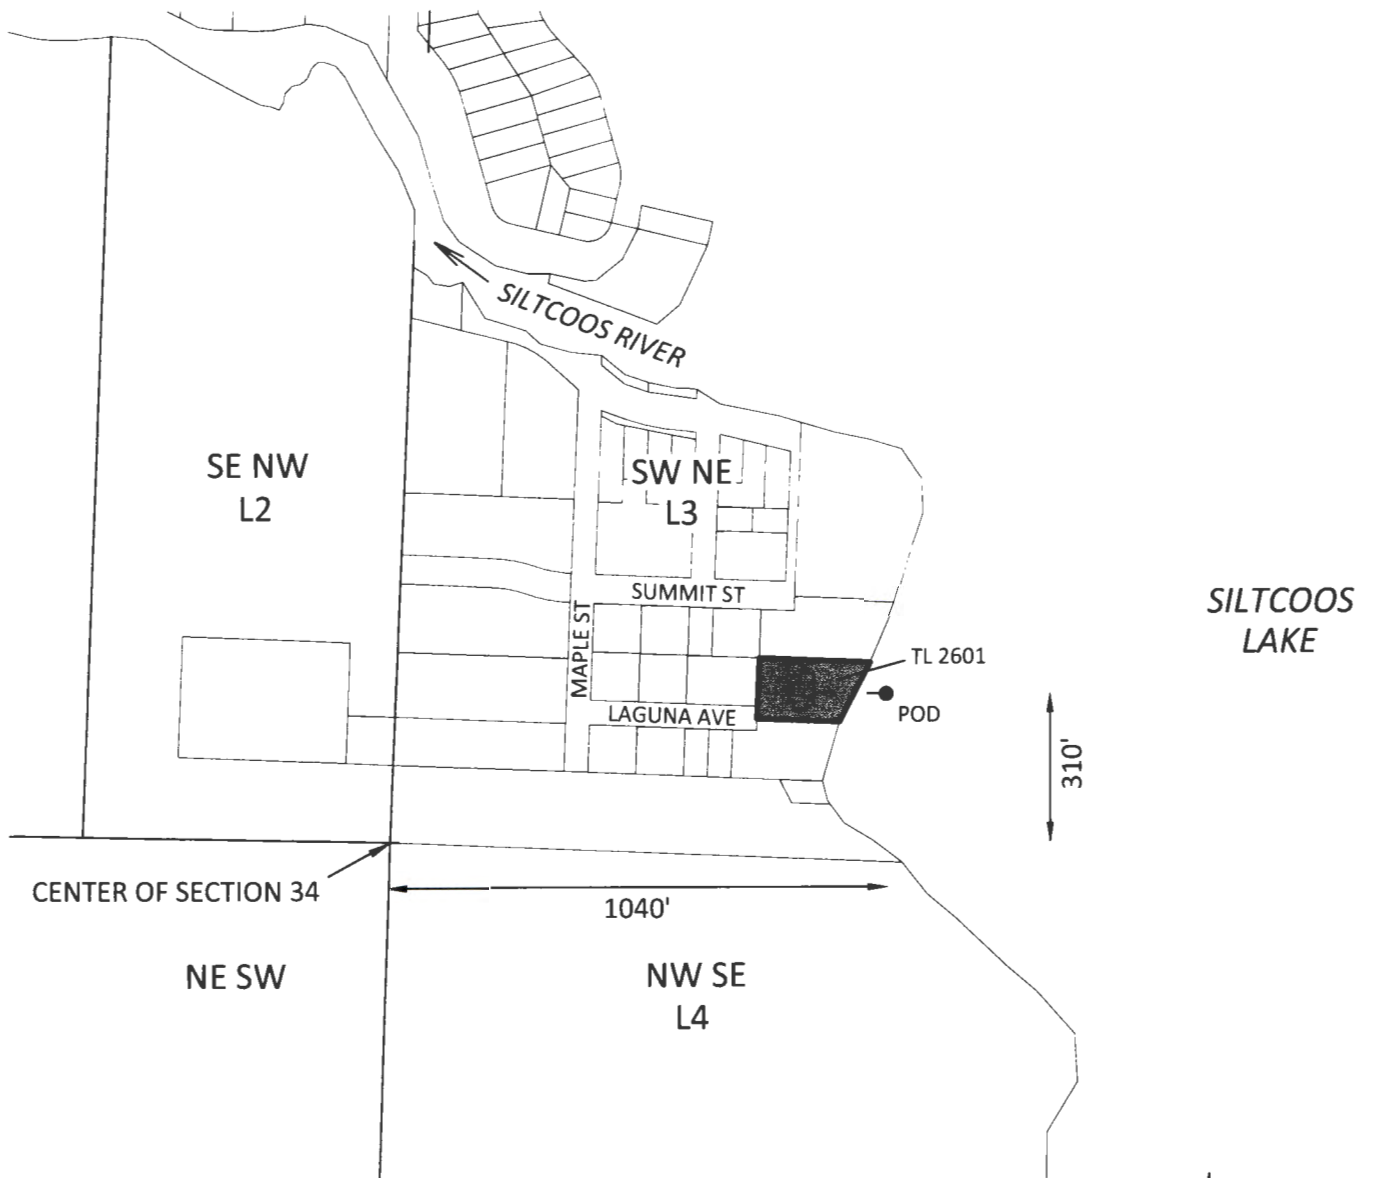 SILTCOOS RIVER
SE NW
L2
SW NE
L3
SUMMIT ST
MAPLE ST
SILTCOOS
LAKE
TL 2601
LAGUNA AVE
POD
310'
CENTER OF SECTION 34
1040'
NE SW
NW SE
L4